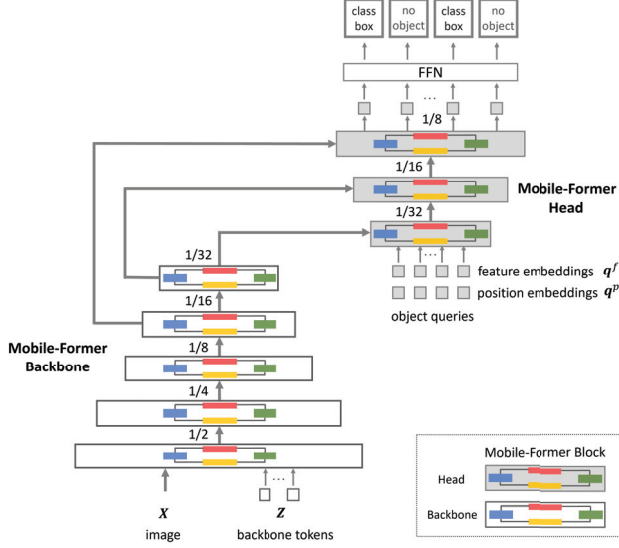 class
box
no
object
class
box
no
object
FFN
...
1/8
1/16
Mobile-Former
Head
1/32
...
feature embeddings q^f
position embeddings q^p
object queries
1/32
1/16
Mobile-Former
Backbone
1/8
1/4
1/2
...
X
Z
image
backbone tokens
Mobile-Former Block
Head
Backbone